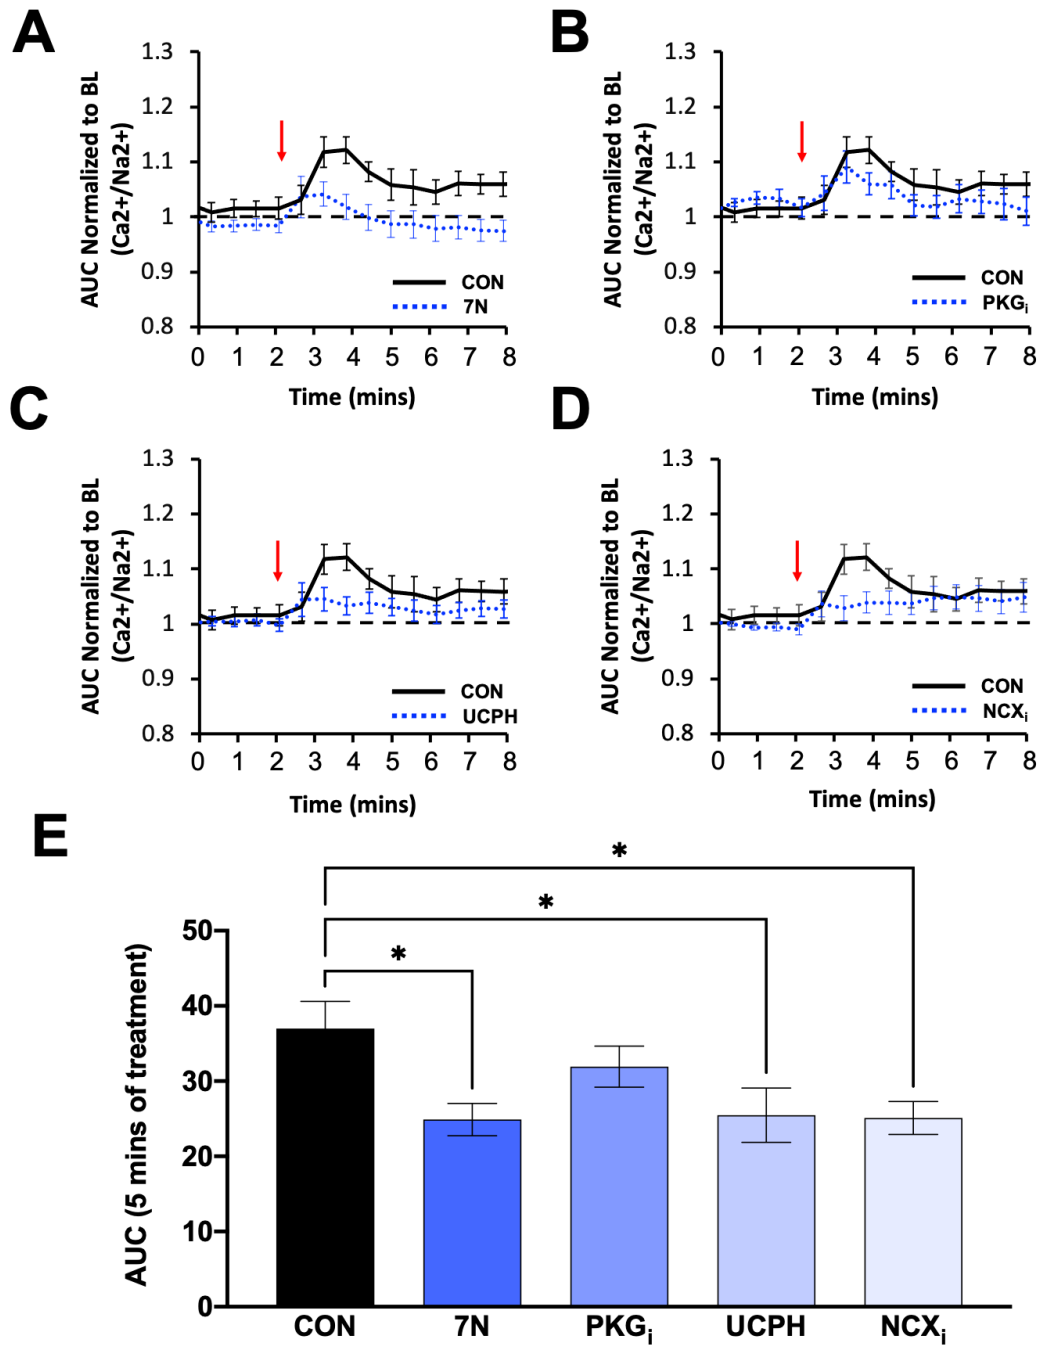 A
AUC Normalized to BL
(Ca2+/Na2+)
1.3
1.2
1.1
1
0.9
0.8
CON
7N
0 1 2 3 4 5 6 7 8
Time (mins)
B
AUC Normalized to BL
(Ca2+/Na2+)
1.3
1.2
1.1
1
0.9
0.8
CON
PKGi
0 1 2 3 4 5 6 7 8
Time (mins)
C
AUC Normalized to BL
(Ca2+/Na2+)
1.3
1.2
1.1
1
0.9
0.8
CON
UCPH
0 1 2 3 4 5 6 7 8
Time (mins)
D
AUC Normalized to BL
(Ca2+/Na2+)
1.3
1.2
1.1
1
0.9
0.8
CON
NCXi
0 1 2 3 4 5 6 7 8
Time (mins)
E
AUC (5 mins of treatment)
50
40
30
20
10
0
*
*
*
CON 7N PKGi UCPH NCXi